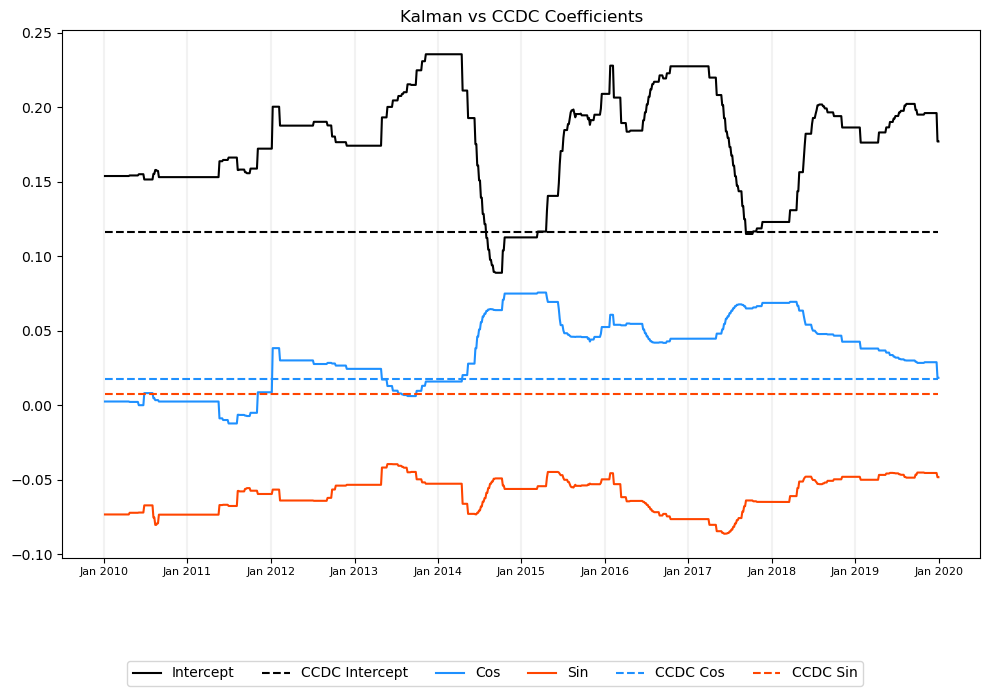 Kalman vs CCDC Coefficients
0.25
0.20
0.15
0.10
0.05
0.00
−0.05
−0.10
Jan 2010 Jan 2011 Jan 2012 Jan 2013 Jan 2014 Jan 2015 Jan 2016 Jan 2017 Jan 2018 Jan 2019 Jan 2020
Intercept CCDC Intercept Cos Sin CCDC Cos CCDC Sin